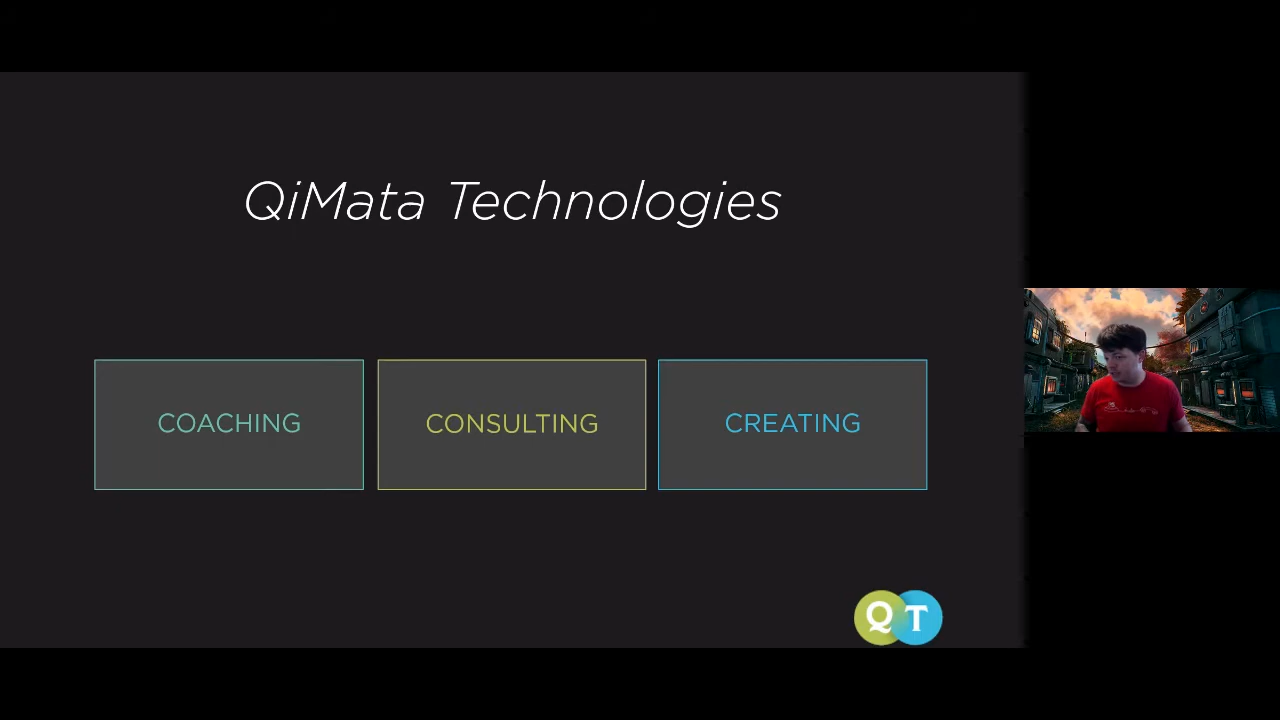 QiMata Technologies
COACHING
CONSULTING
CREATING
QT